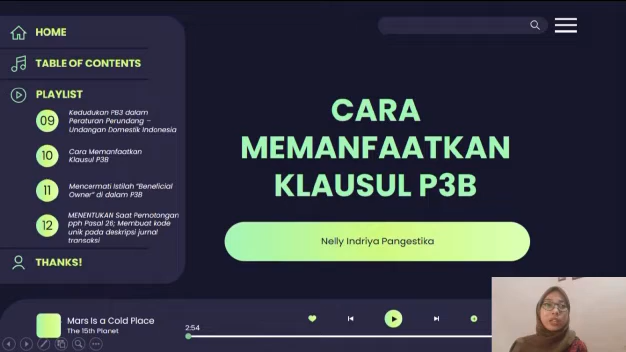 HOME
TABLE OF CONTENTS
PLAYLIST
09
Kedudukan PB3 dalam
Peraturan Perundang –
Undangan Domestik Indonesia
10
Cara Memanfaatkan
Klausul P3B
11
Mencermati Istilah "Beneficial
Owner" di dalam P3B
12
MENENTUKAN Saat Pemotongan
pph Pasal 26; Membuat kode
unik pada deskripsi jurnal
transaksi
THANKS!
CARA
MEMANFAATKAN
KLAUSUL P3B
Nelly Indriya Pangestika
Mars Is a Cold Place
The 15th Planet
2:54